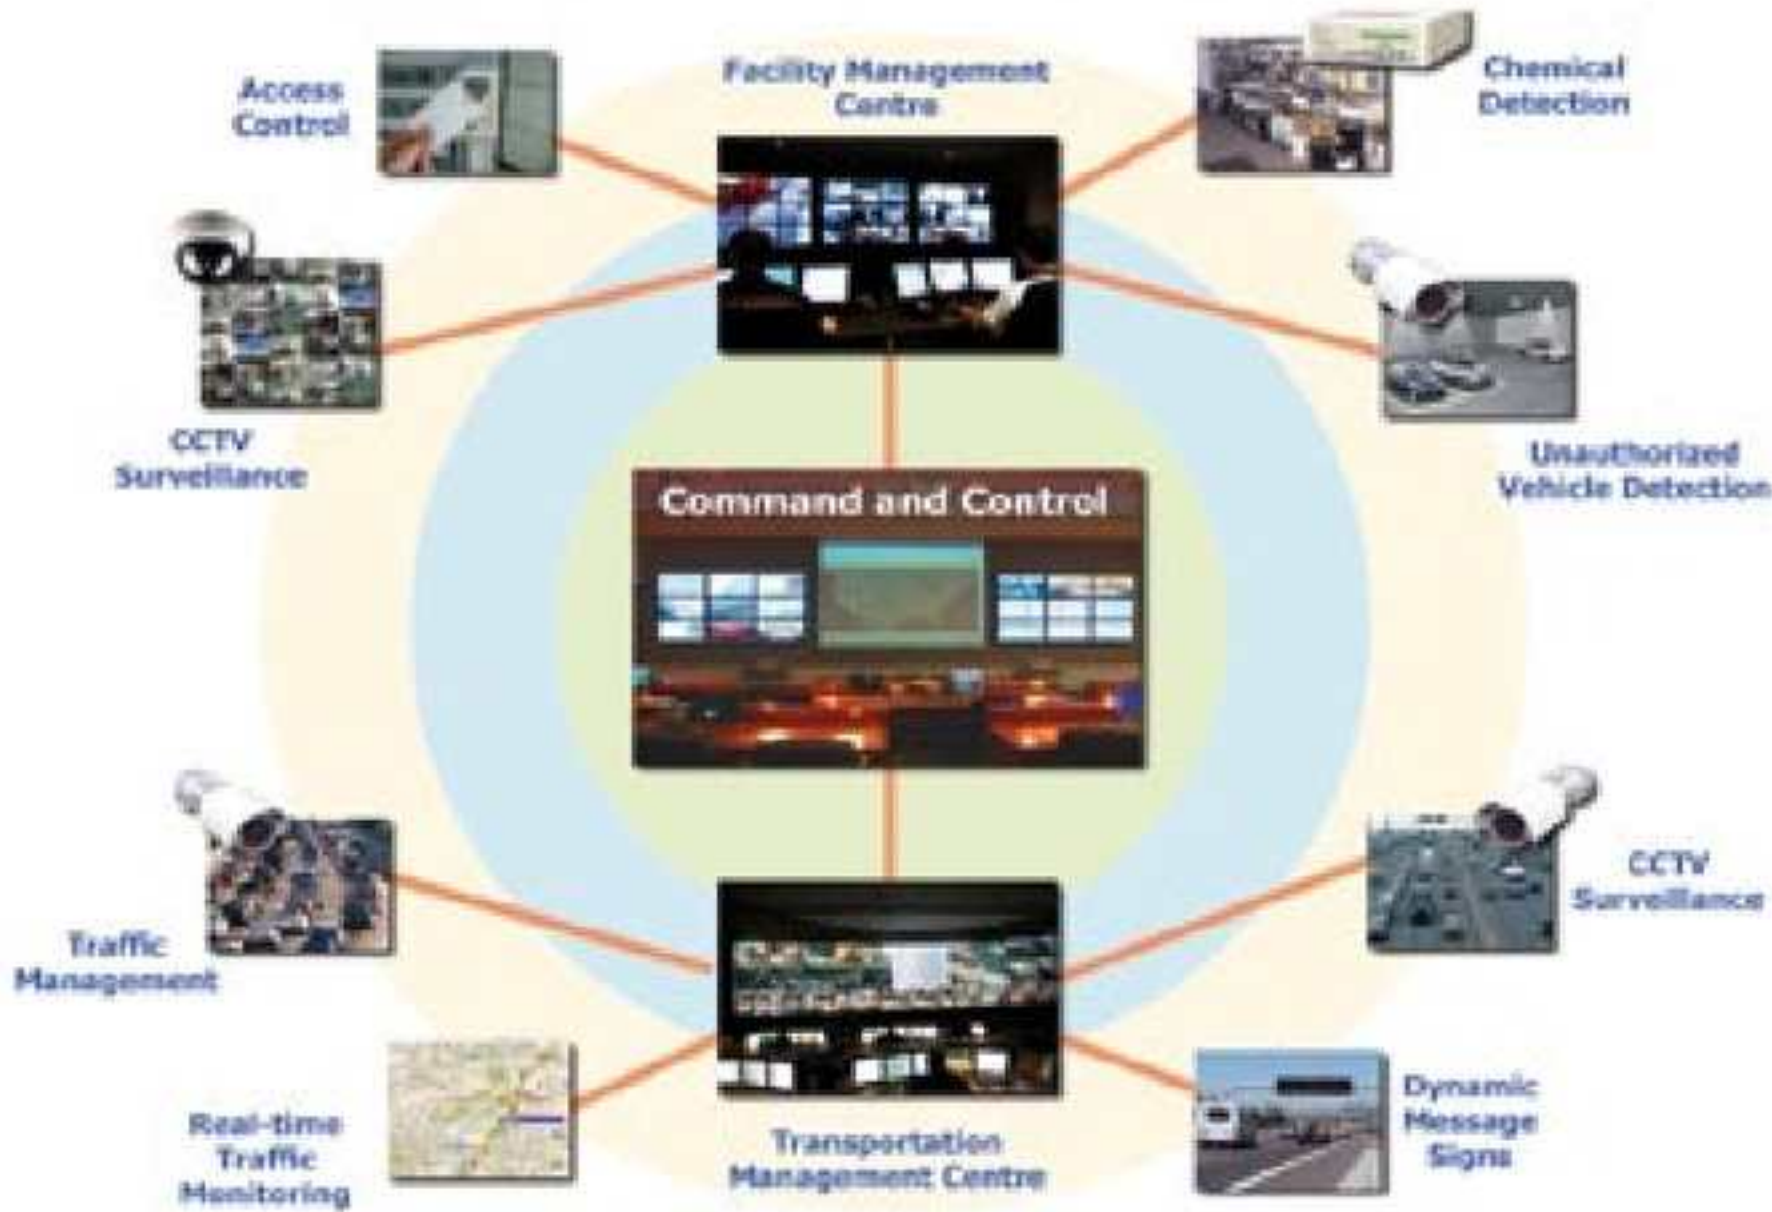 Access
Control
Facility Management
Centre
Chemical
Detection
CCTV
Surveillance
Unauthorized
Vehicle Detection
Command and Control
Traffic
Management
CCTV
Surveillance
Real-time
Traffic
Monitoring
Transportation
Management Centre
Dynamic
Message
Signs